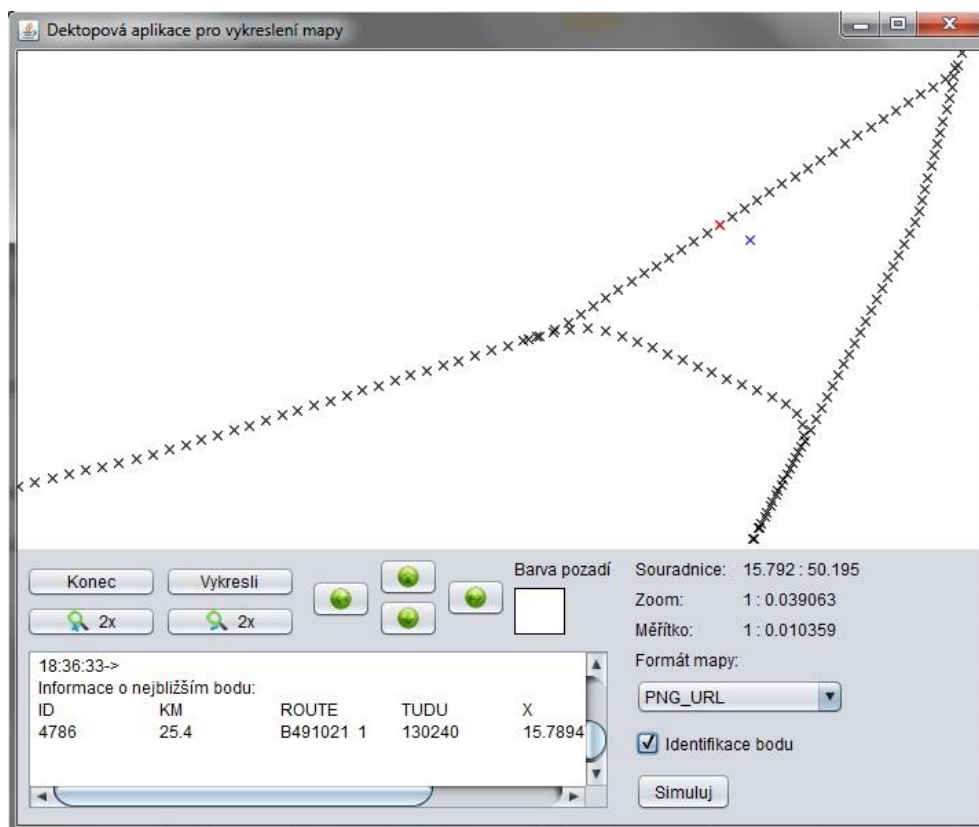 Dektopová aplikace pro vykreslení mapy
Konec
Vykresli
2x
2x
Barva pozadí
Souradnice: 15.792 : 50.195
Zoom: 1 : 0.039063
Měřítko: 1 : 0.010359
Formát mapy:
PNG_URL
Identifikace bodu
Simuluj
18:36:33->
Informace o nejbližším bodu:
ID KM ROUTE TUDU X
4786 25.4 B491021 1 130240 15.7894